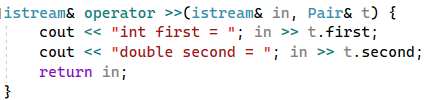 istream& operator >>(istream& in, Pair& t) {
    cout << "int first = "; in >> t.first;
    cout << "double second = "; in >> t.second;
    return in;
}